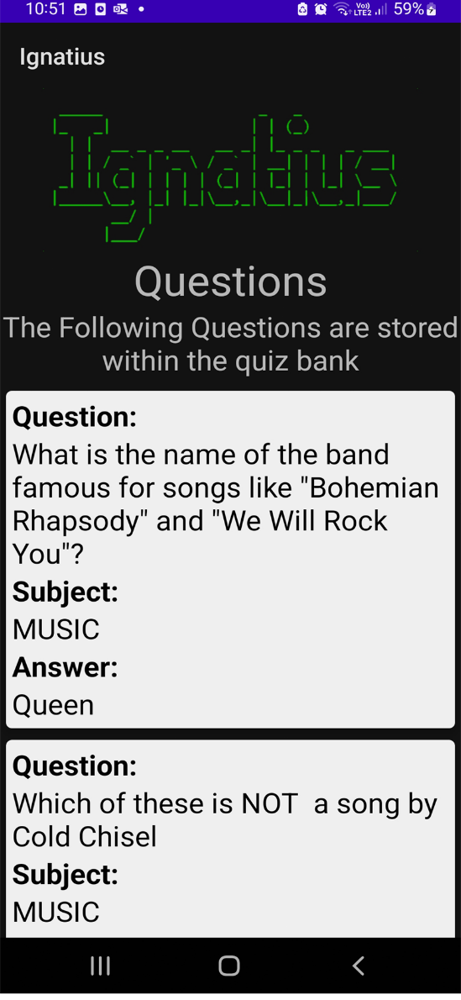 10:51
Vo)) LTE2 59%
Ignatius
Ignatius
Questions
The Following Questions are stored
within the quiz bank
Question:
What is the name of the band
famous for songs like "Bohemian
Rhapsody" and "We Will Rock
You"?
Subject:
MUSIC
Answer:
Queen
Question:
Which of these is NOT  a song by
Cold Chisel
Subject:
MUSIC